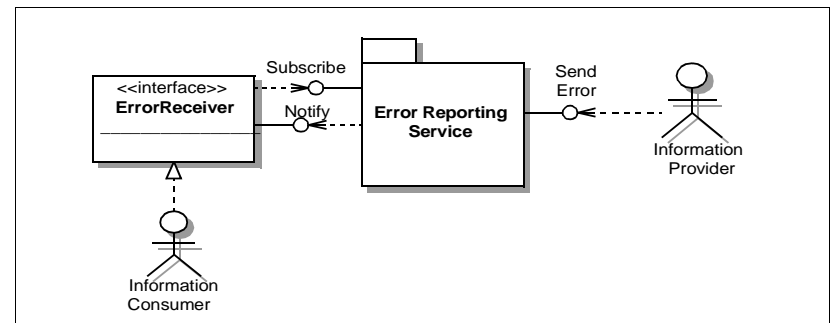 Subscribe
Send
Error
<<interface>>
ErrorReceiver
Notify
Error Reporting
Service
Information
Provider
Information
Consumer